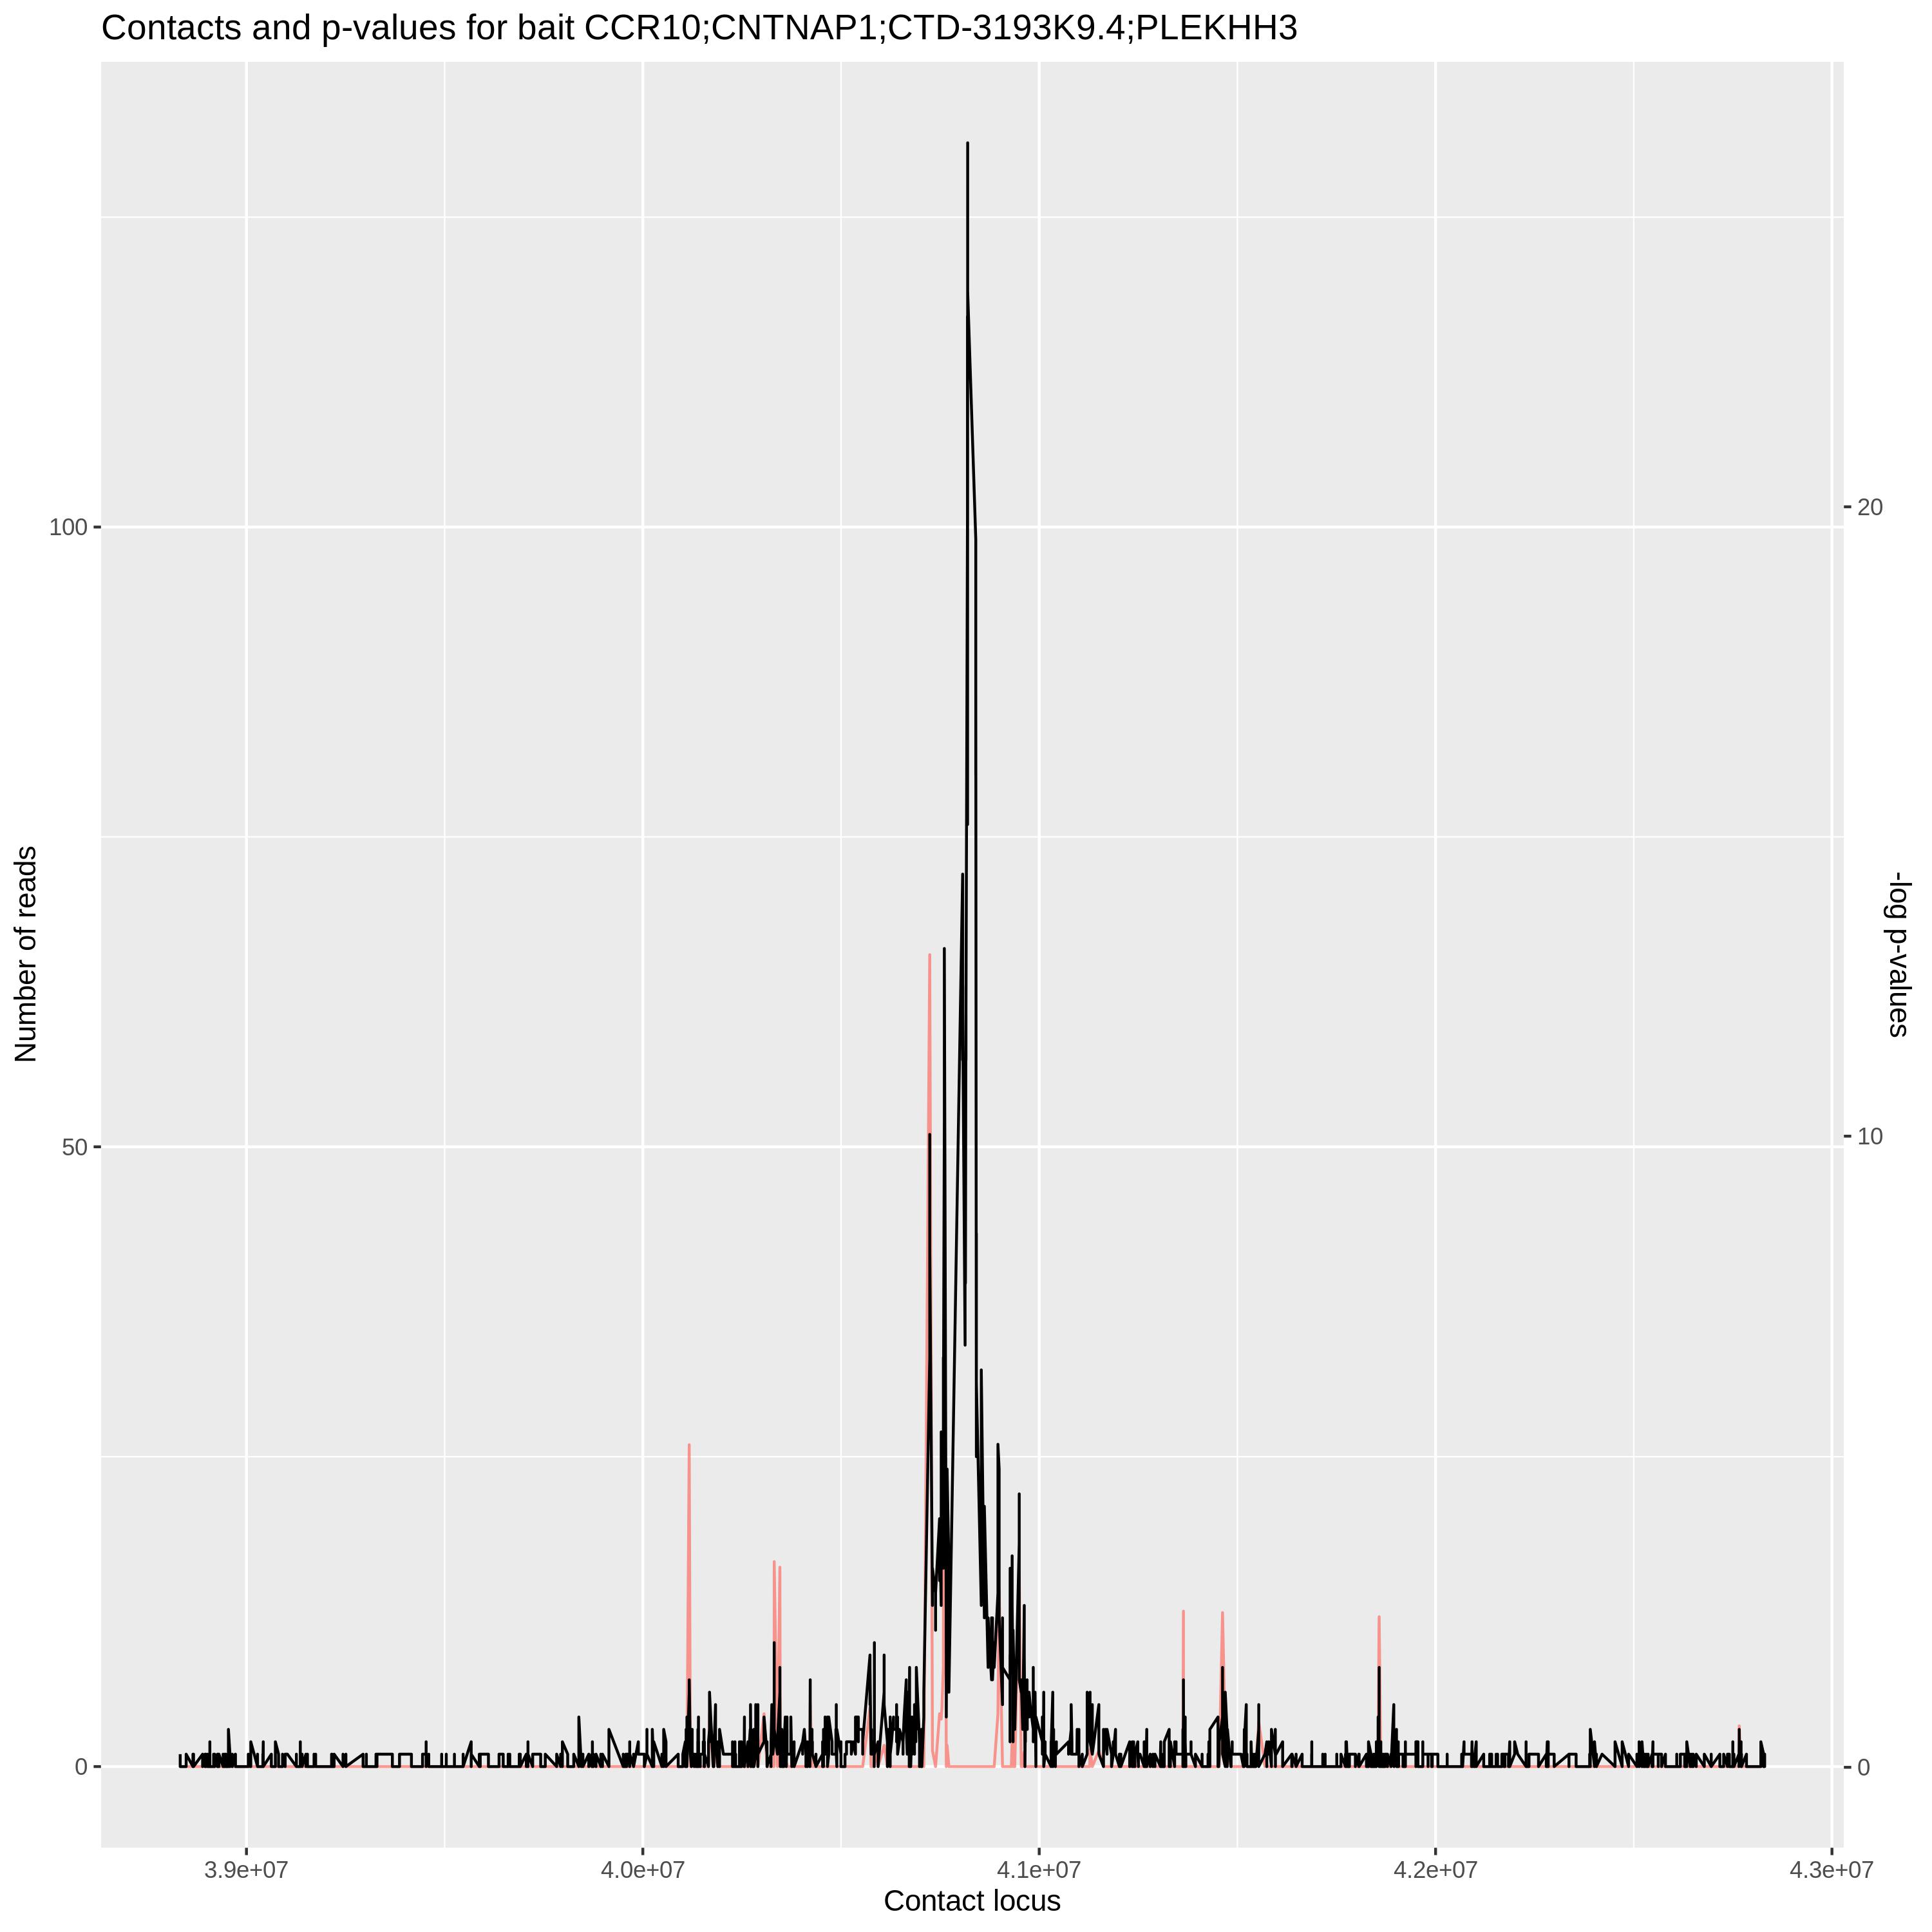 Contacts and p-values for bait CCR10;CNTNAP1;CTD-3193K9.4;PLEKHH3
100
50
0
Number of reads
20
10
0
-log p-values
3.9e+07 4.0e+07 4.1e+07 4.2e+07 4.3e+07
Contact locus